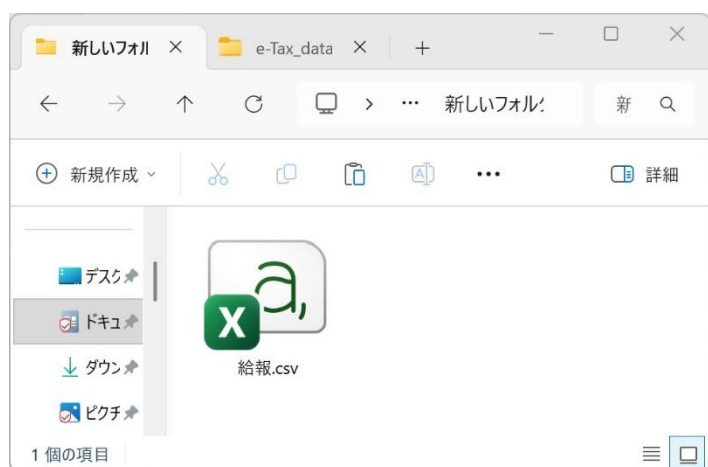 新しいフォル
e-Tax_data
新しいフォルダ
新
新規作成
詳細
デスク
ドキュ
ダウン
ピクチ
a,
X
給報.csv
1 個の項目